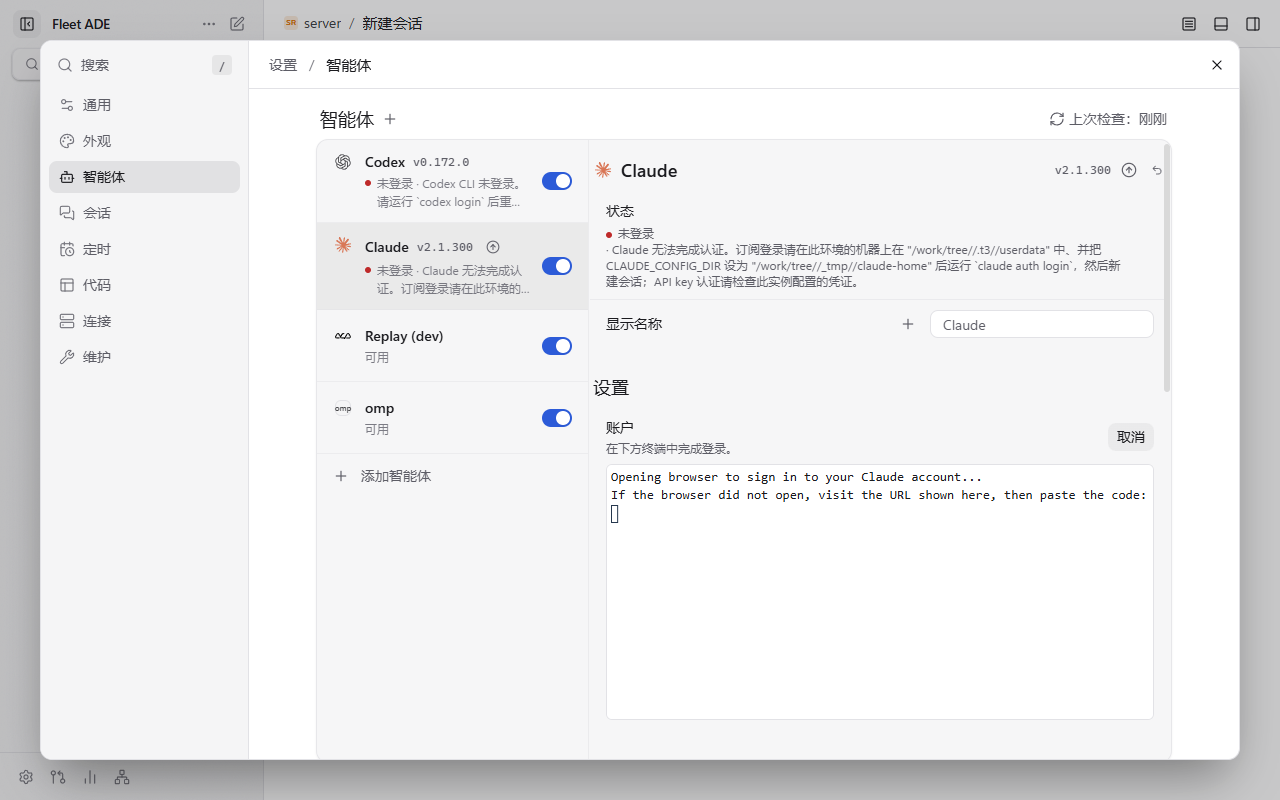 Fleet ADE
SR server / 新建会话
搜索 /
通用
外观
智能体
会话
定时
代码
连接
维护
设置 / 智能体
智能体
上次检查：刚刚
Codex v0.172.0
未登录 · Codex CLI 未登录。
请运行 `codex login` 后重...
Claude v2.1.300
未登录 · Claude 无法完成认
证。订阅登录请在此环境的...
Replay (dev)
可用
omp omp
可用
添加智能体
Claude v2.1.300
状态
未登录
· Claude 无法完成认证。订阅登录请在此环境的机器上在 "/work/tree//.t3//userdata" 中、并把
CLAUDE_CONFIG_DIR 设为 "/work/tree//_tmp//claude-home" 后运行 `claude auth login`，然后新
建会话；API key 认证请检查此实例配置的凭证。
显示名称 Claude
设置
账户
在下方终端中完成登录。
取消
Opening browser to sign in to your Claude account...
If the browser did not open, visit the URL shown here, then paste the code: